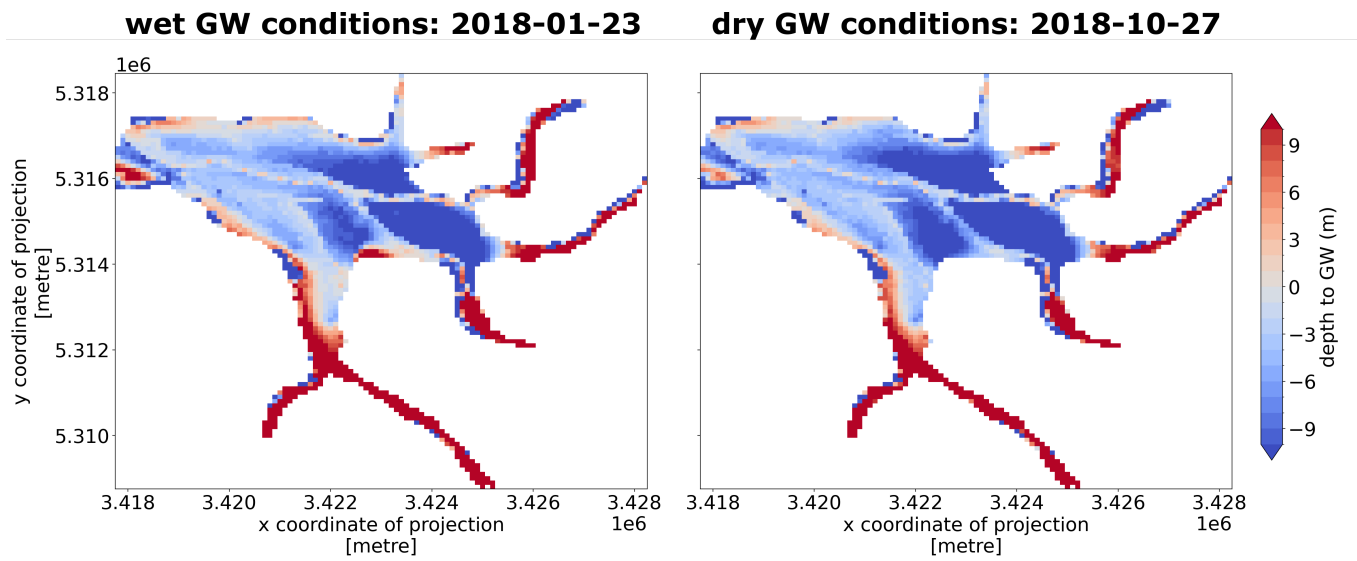 wet GW conditions: 2018-01-23
dry GW conditions: 2018-10-27
1e6
5.318
5.316
5.314
5.312
5.310
y coordinate of projection
[metre]
3.418
3.420
3.422
3.424
3.426
3.428
1e6
x coordinate of projection
[metre]
3.418
3.420
3.422
3.424
3.426
3.428
1e6
x coordinate of projection
[metre]
9
6
3
0
−3
−6
−9
depth to GW (m)